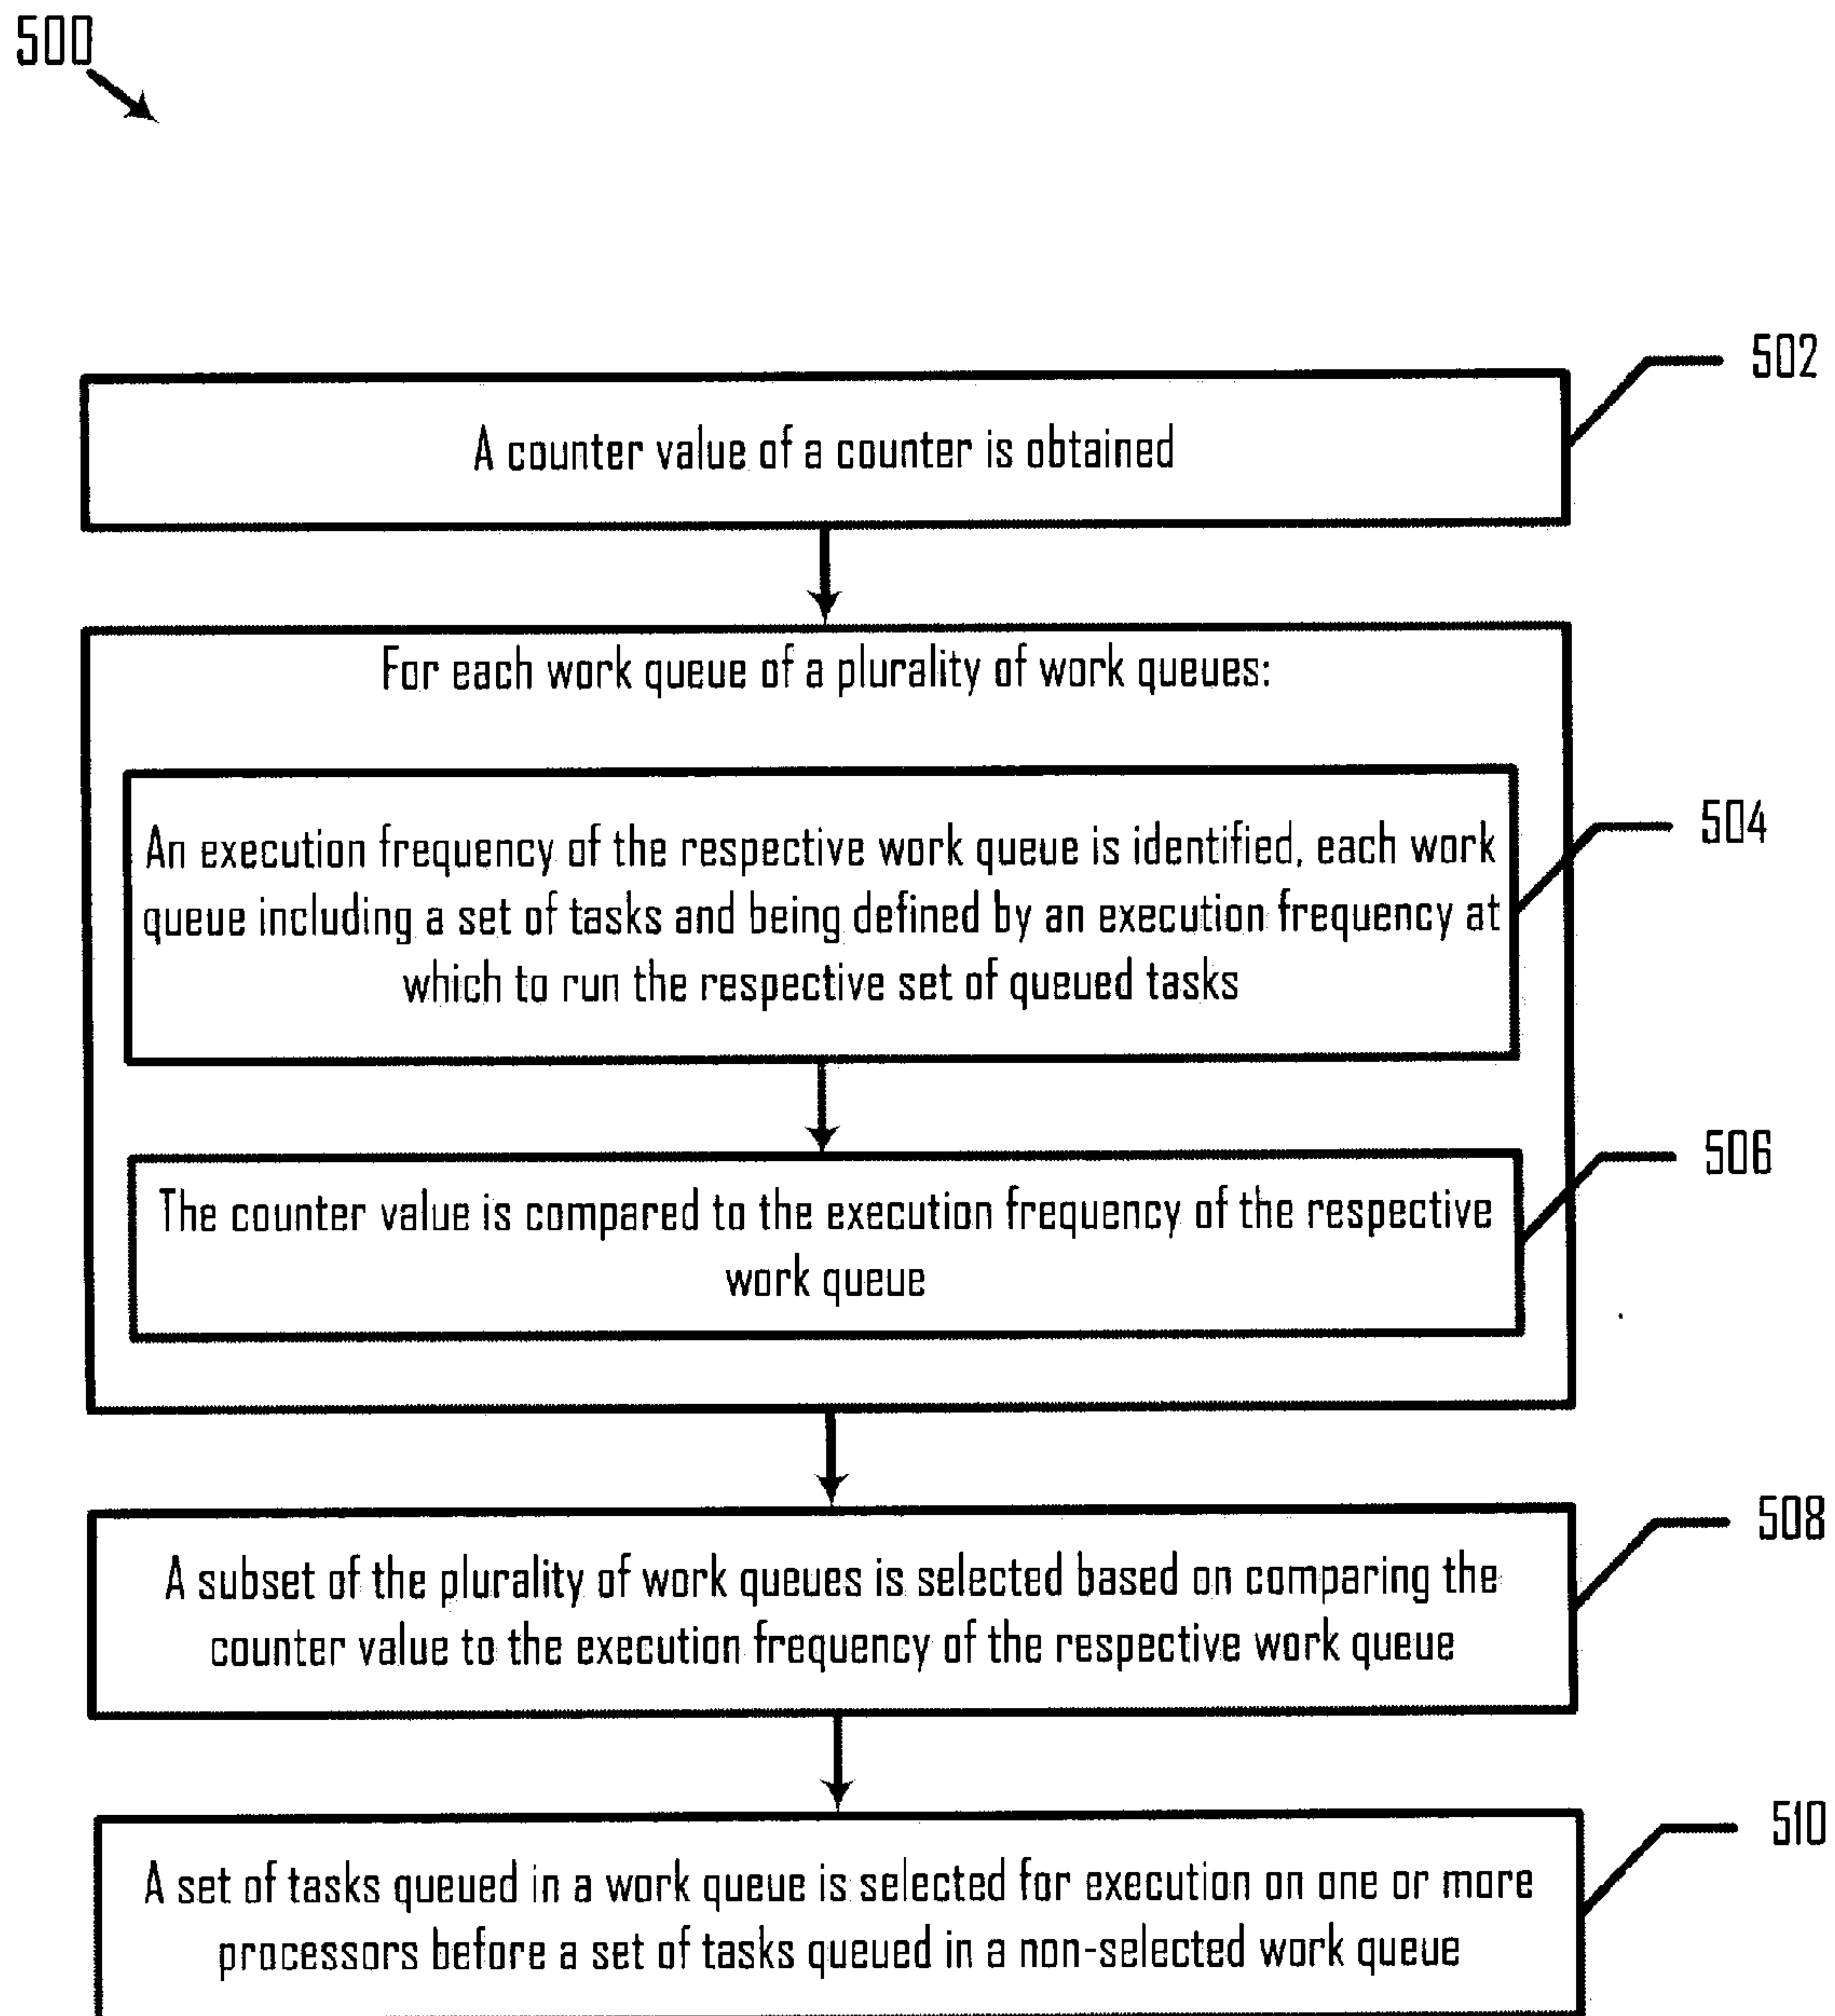 500
502
A counter value of a counter is obtained
For each work queue of a plurality of work queues:
504
An execution frequency of the respective work queue is identified, each work
queue including a set of tasks and being defined by an execution frequency at
which to run the respective set of queued tasks
506
The counter value is compared to the execution frequency of the respective
work queue
508
A subset of the plurality of work queues is selected based on comparing the
counter value to the execution frequency of the respective work queue
510
A set of tasks queued in a work queue is selected for execution on one or more
processors before a set of tasks queued in a non-selected work queue